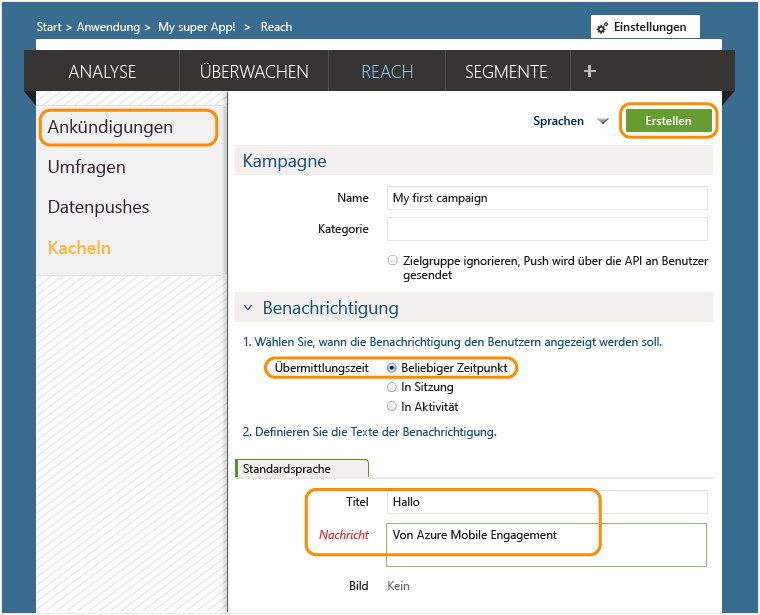 Start > Anwendung > My super App! > Reach
Einstellungen
ANALYSE ÜBERWACHEN REACH SEGMENTE +
Ankündigungen
Umfragen
Datenpushes
Kacheln
Sprachen Erstellen
Kampagne
Name My first campaign
Kategorie
Zielgruppe ignorieren, Push wird über die API an Benutzer
gesendet
Benachrichtigung
1. Wählen Sie, wann die Benachrichtigung den Benutzern angezeigt werden soll.
Übermittlungszeit Beliebiger Zeitpunkt
In Sitzung
In Aktivität
2. Definieren Sie die Texte der Benachrichtigung.
Standardsprache
Titel Hallo
Nachricht Von Azure Mobile Engagement
Bild Kein